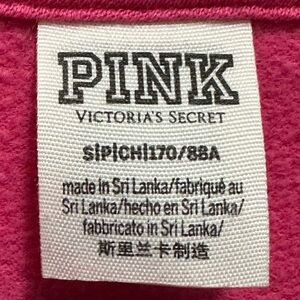 PINK
VICTORIA'S SECRET
S|P|CH|170/88A
made in Sri Lanka/fabriqué au
Sri Lanka/hecho en Sri Lanka/
fabbricato in Sri Lanka/
斯里兰卡制造